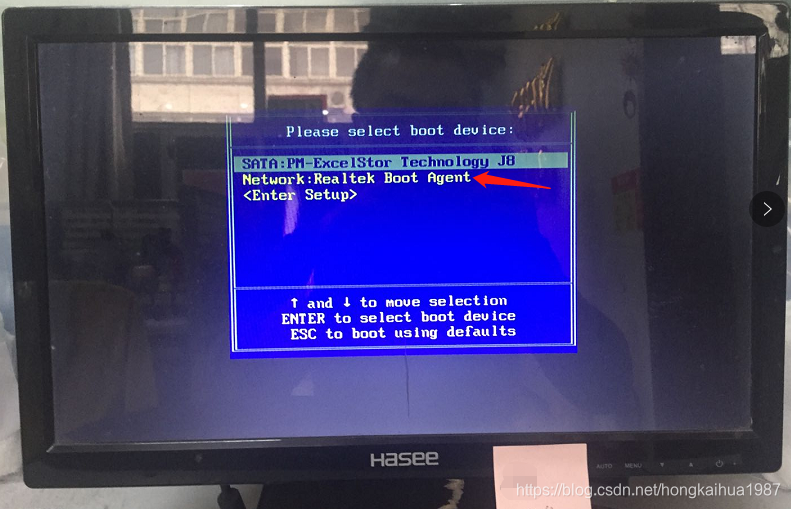 Please select boot device:
SATA:PM-ExcelStor Technology J8
Network:Realtek Boot Agent
<Enter Setup>
↑ and ↓ to move selection
ENTER to select boot device
ESC to boot using defaults
Hasee
AUTO MENU ▼ ▲
https://blog.csdn.net/hongkaihua1987